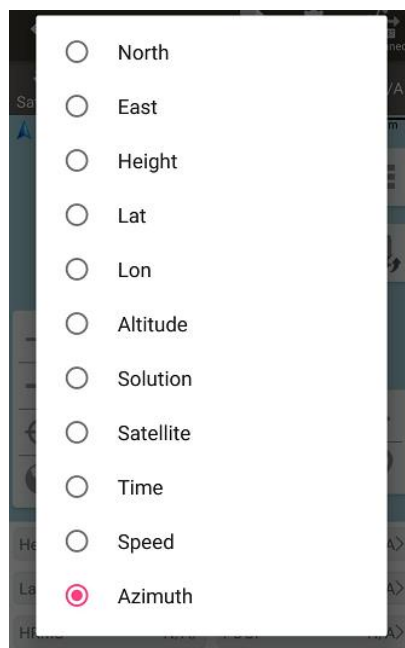 North
East
Height
Lat
Lon
Altitude
Solution
Satellite
Time
Speed
Azimuth